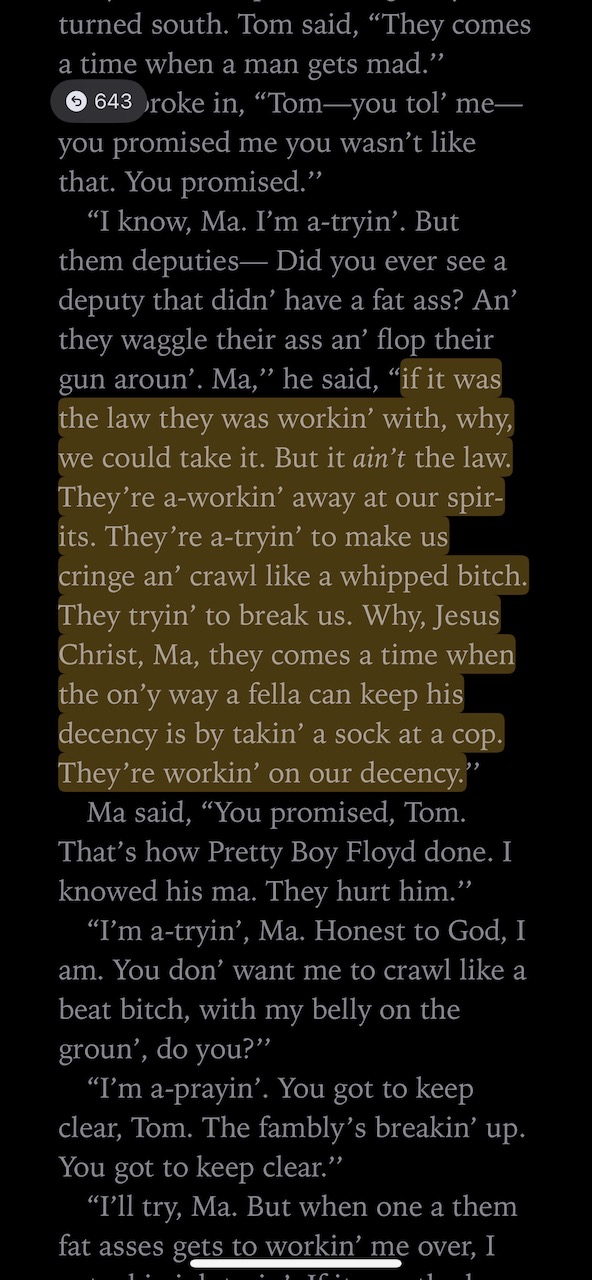 turned south. Tom said, “They comes
a time when a man gets mad.’’
643
broke in, “Tom—you tol’ me—
you promised me you wasn’t like
that. You promised.’’
“I know, Ma. I’m a-tryin’. But
them deputies— Did you ever see a
deputy that didn’ have a fat ass? An’
they waggle their ass an’ flop their
gun aroun’. Ma,’’ he said, “if it was
the law they was workin’ with, why,
we could take it. But it ain’t the law.
They’re a-workin’ away at our spir-
its. They’re a-tryin’ to make us
cringe an’ crawl like a whipped bitch.
They tryin’ to break us. Why, Jesus
Christ, Ma, they comes a time when
the on’y way a fella can keep his
decency is by takin’ a sock at a cop.
They’re workin’ on our decency.’’
Ma said, “You promised, Tom.
That’s how Pretty Boy Floyd done. I
knowed his ma. They hurt him.’’
“I’m a-tryin’, Ma. Honest to God, I
am. You don’ want me to crawl like a
beat bitch, with my belly on the
groun’, do you?’’
“I’m a-prayin’. You got to keep
clear, Tom. The fambly’s breakin’ up.
You got to keep clear.’’
“I’ll try, Ma. But when one a them
fat asses gets to workin’ me over, I